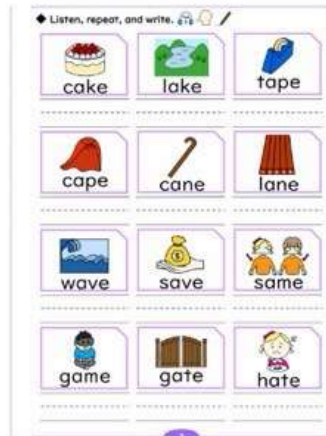 ◆ Listen, repeat, and write.
cake lake tape
cape cane lane
wave save same
game gate hate